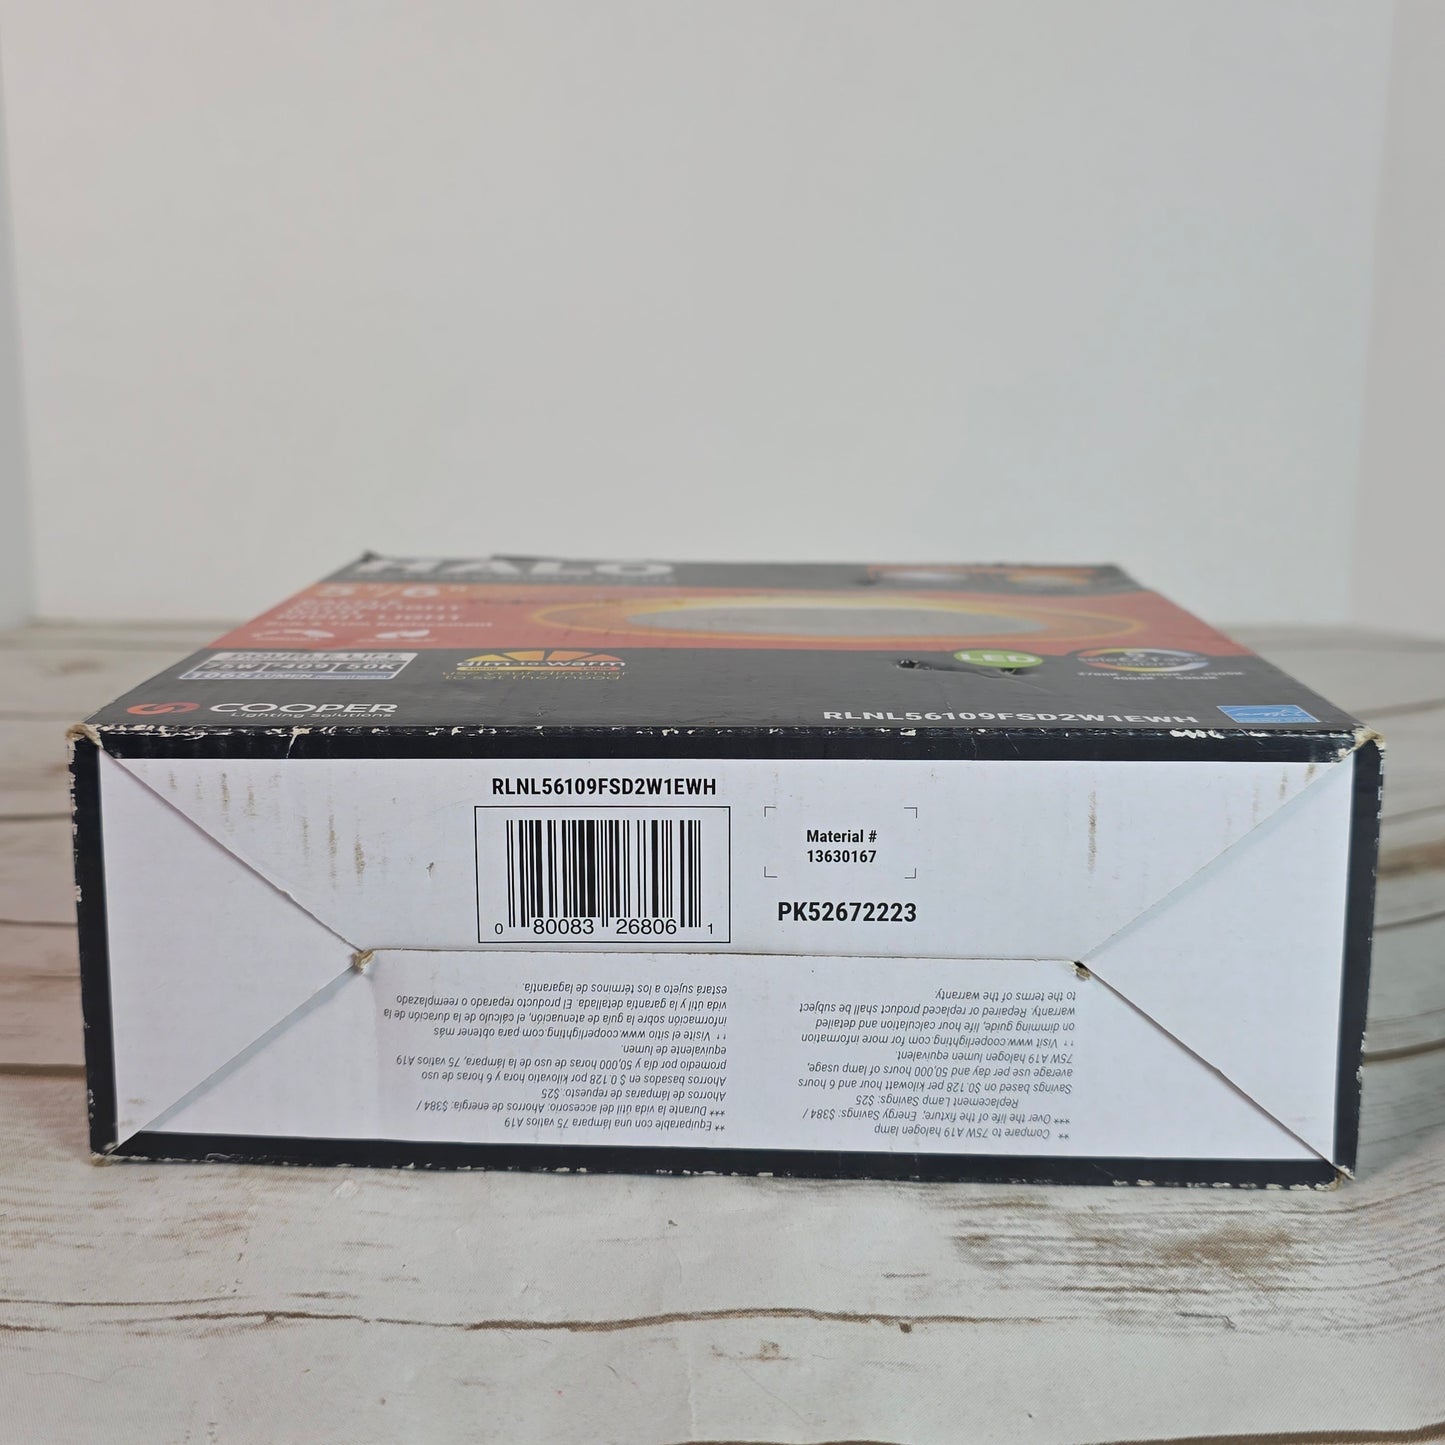 HALO
5"/6"
DOWNLIGHT
75W $409 50K
1065 LUMEN
dim-to-warm
LED
COOPER
Lighting Solutions
RLNL56109FSD2W1EWH
RLNL56109FSD2W1EWH
0 80083 26806 1
Material #
13630167
PK52672223
** Compare to 75W A19 halogen lamp
*** Over the life of the fixture; Energy Savings: $384 /
Replacement Lamp Savings: $25
Savings based on $0.128 per kilowatt hour and 6 hours
average use per day and 50,000 hours of lamp usage,
75W A19 halogen lumen equivalent.
†† Visit www.cooperlighting.com for more information
on dimming guide, life hour calculation and detailed
warranty. Repaired or replaced product shall be subject
to the terms of the warranty.
** Equiparable con una lámpara 75 vatios A19
*** Durante la vida útil del accesorio: Ahorros de energía: $384 /
Ahorros de lámparas de repuesto: $25
Ahorros basados en $ 0.128 por kilovatio por hora y 6 horas de uso
promedio por día y 50,000 horas de uso de la lámpara, 75 vatios A19
equivalente de lumen.
†† Visite el sitio www.cooperlighting.com para obtener más
información sobre la guía de atenuación, el cálculo de la duración de la
vida útil y la garantía detallada. El producto reparado o reemplazado
estará sujeto a los términos de lagarantía.